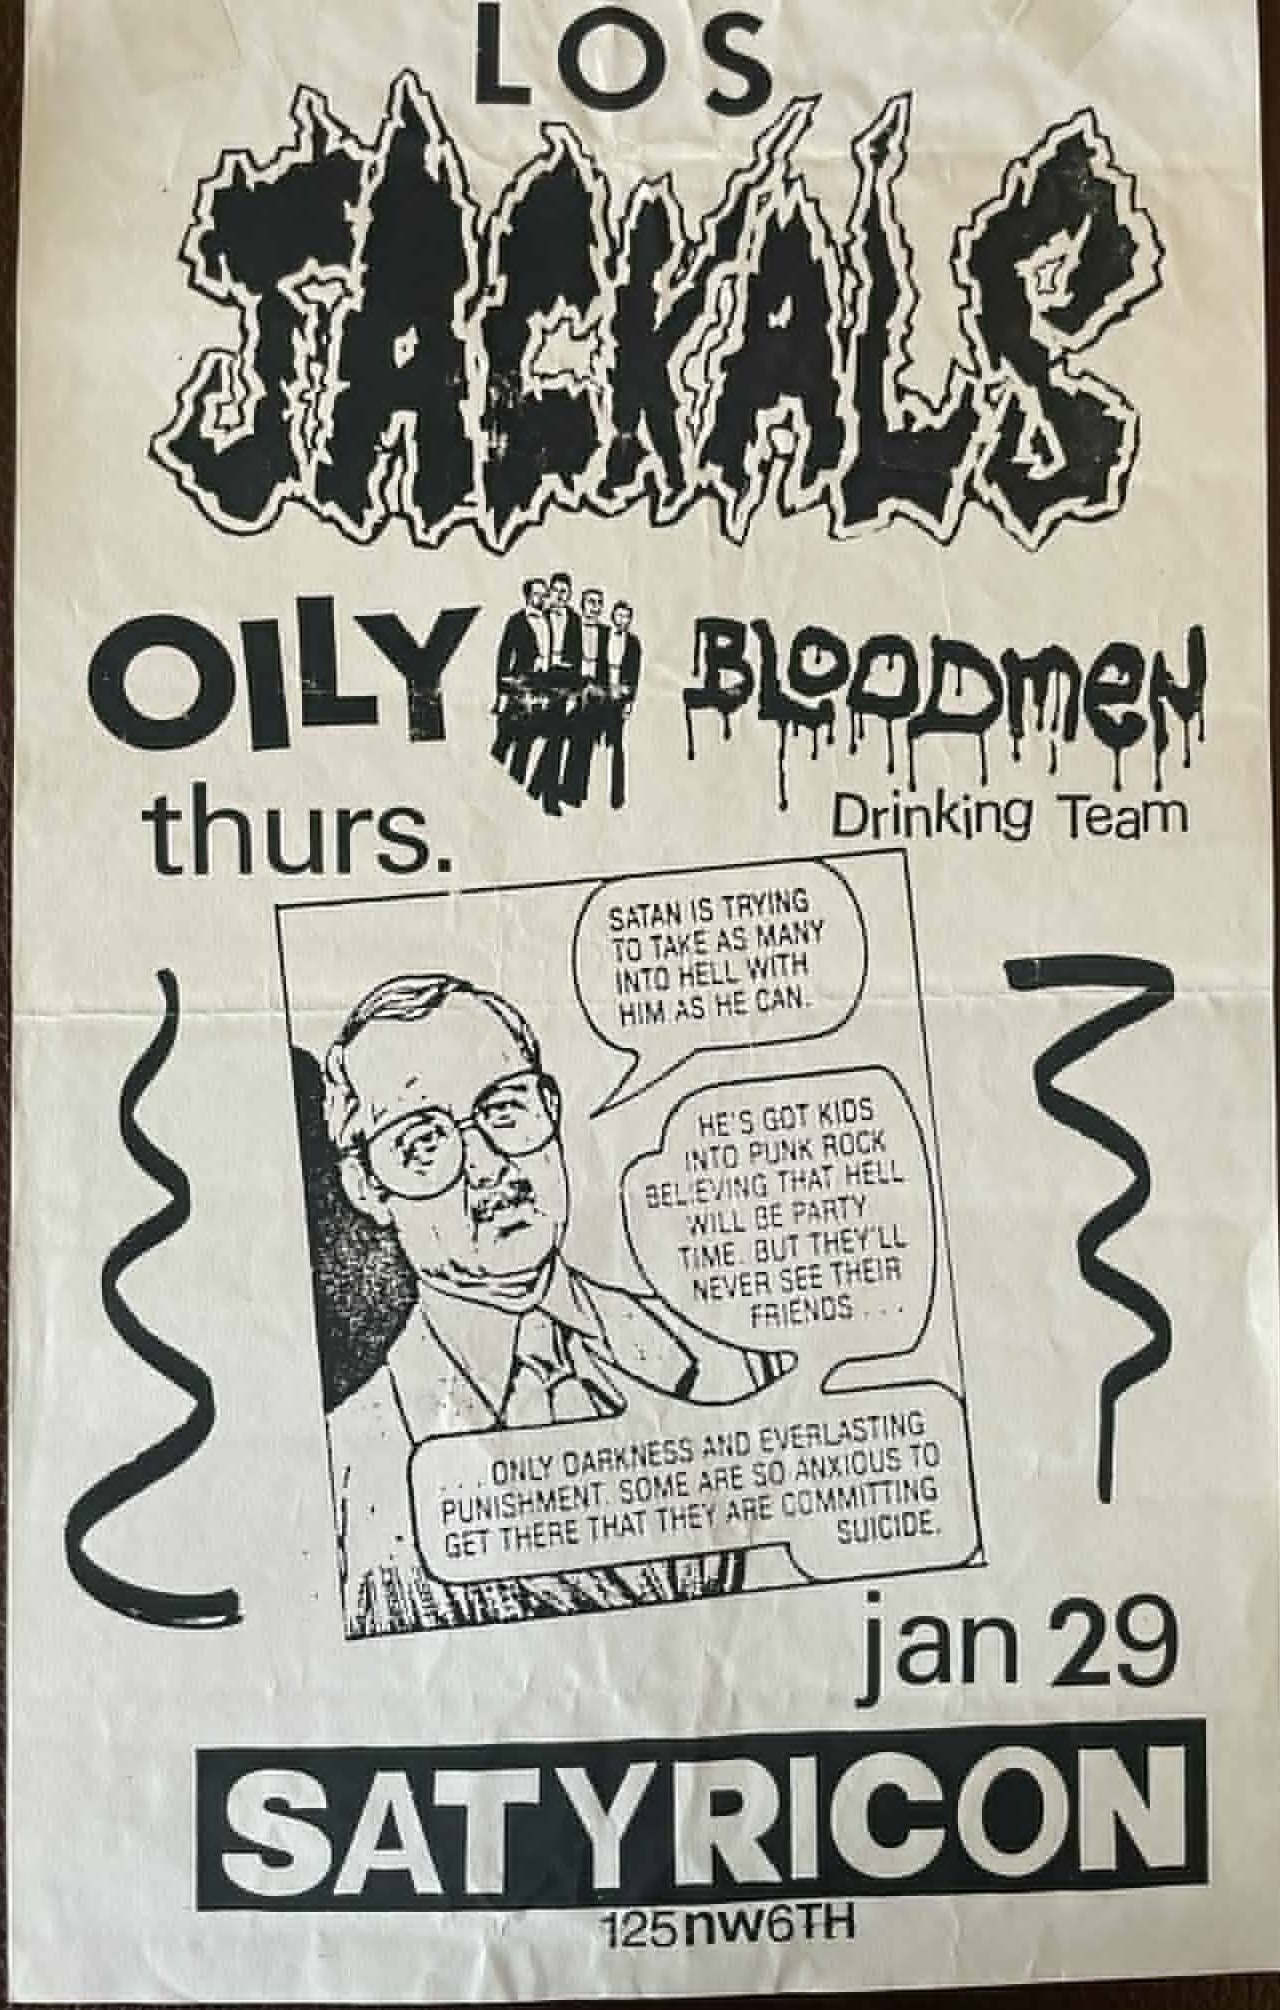 LOS
JACKALS
OILY BLOODMEN
thurs. Drinking Team
SATAN IS TRYING
TO TAKE AS MANY
INTO HELL WITH
HIM AS HE CAN.
HE'S GOT KIDS
INTO PUNK ROCK
BELIEVING THAT HELL
WILL BE PARTY
TIME. BUT THEY'LL
NEVER SEE THEIR
FRIENDS . . .
. . . ONLY DARKNESS AND EVERLASTING
PUNISHMENT. SOME ARE SO ANXIOUS TO
GET THERE THAT THEY ARE COMMITTING
SUICIDE.
jan 29
SATYRICON
125nw6TH